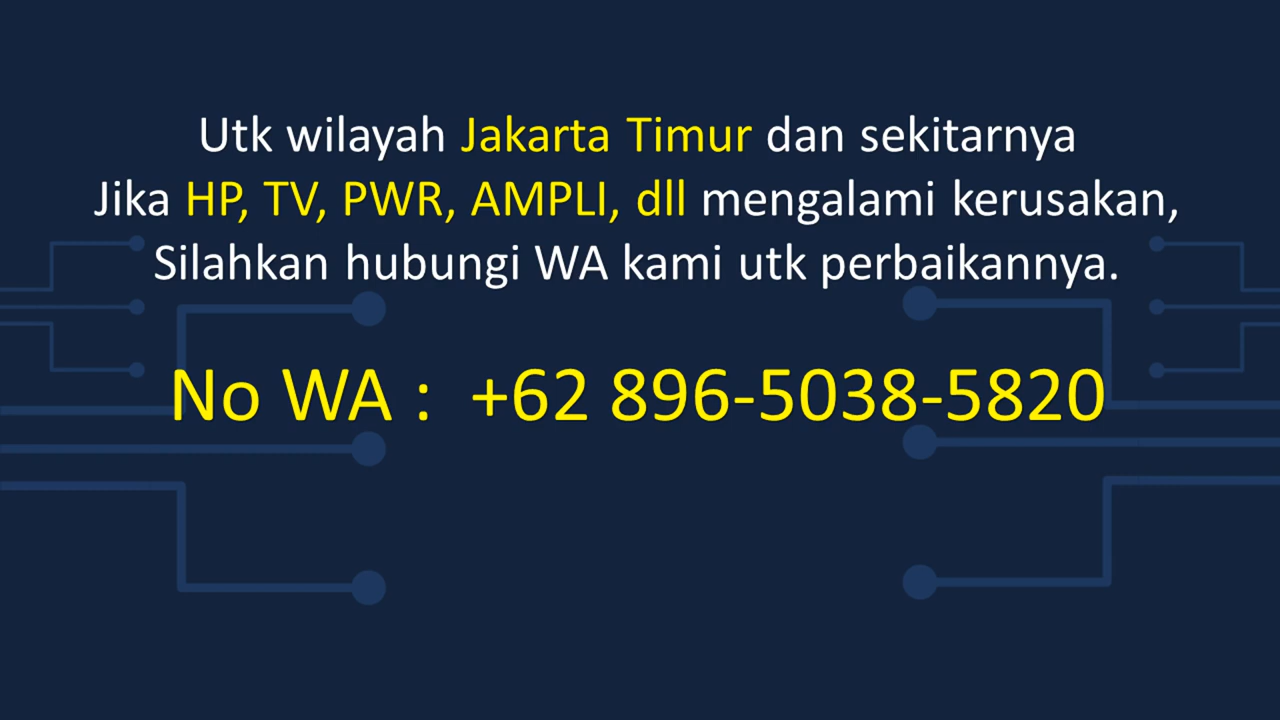 Utk wilayah Jakarta Timur dan sekitarnya
Jika HP, TV, PWR, AMPLI, dll mengalami kerusakan,
Silahkan hubungi WA kami utk perbaikannya.
No WA : +62 896-5038-5820